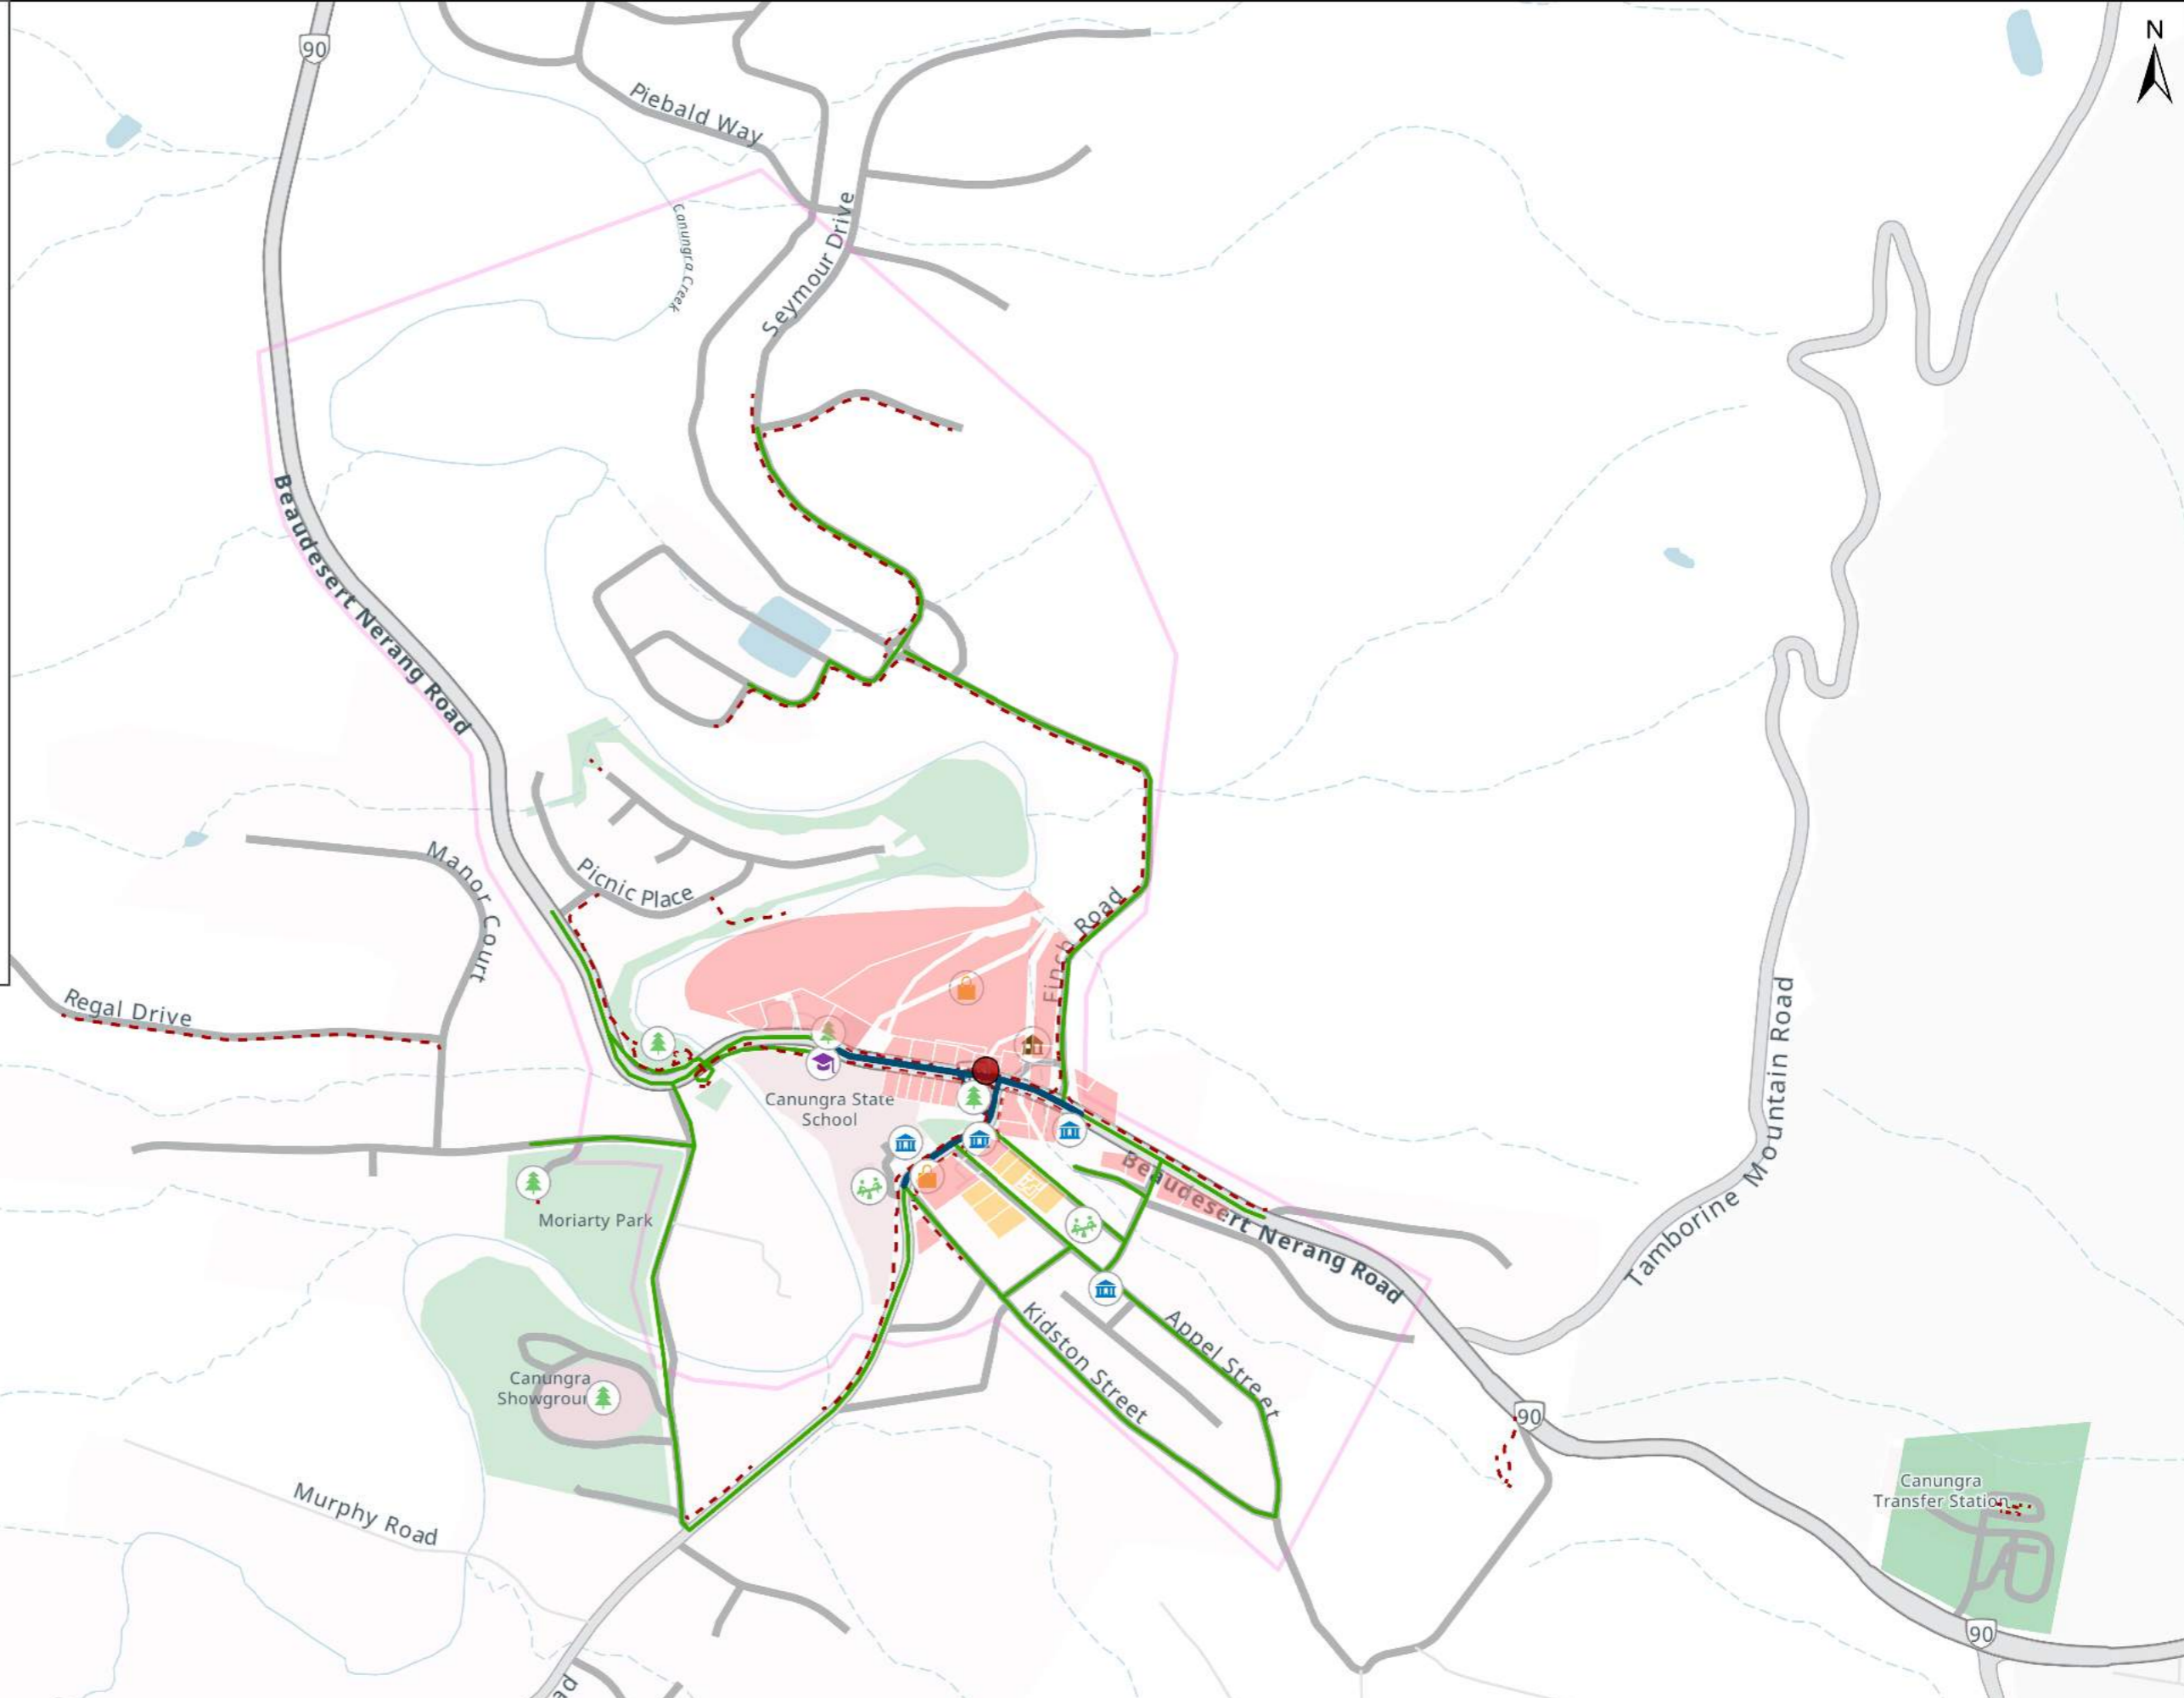 N
90
Piebald Way
Canungra Creek
Seymour Drive
Beaudesert Nerang Road
Manor Court
Picnic Place
Finch Road
Regal Drive
Tamborine Mountain Road
Canungra State
School
Beaudesert Nerang Road
Moriarty Park
Kidston Street
Appel Street
Canungra
Showgroun
90
Canungra
Transfer Station
Murphy Road
90
ad